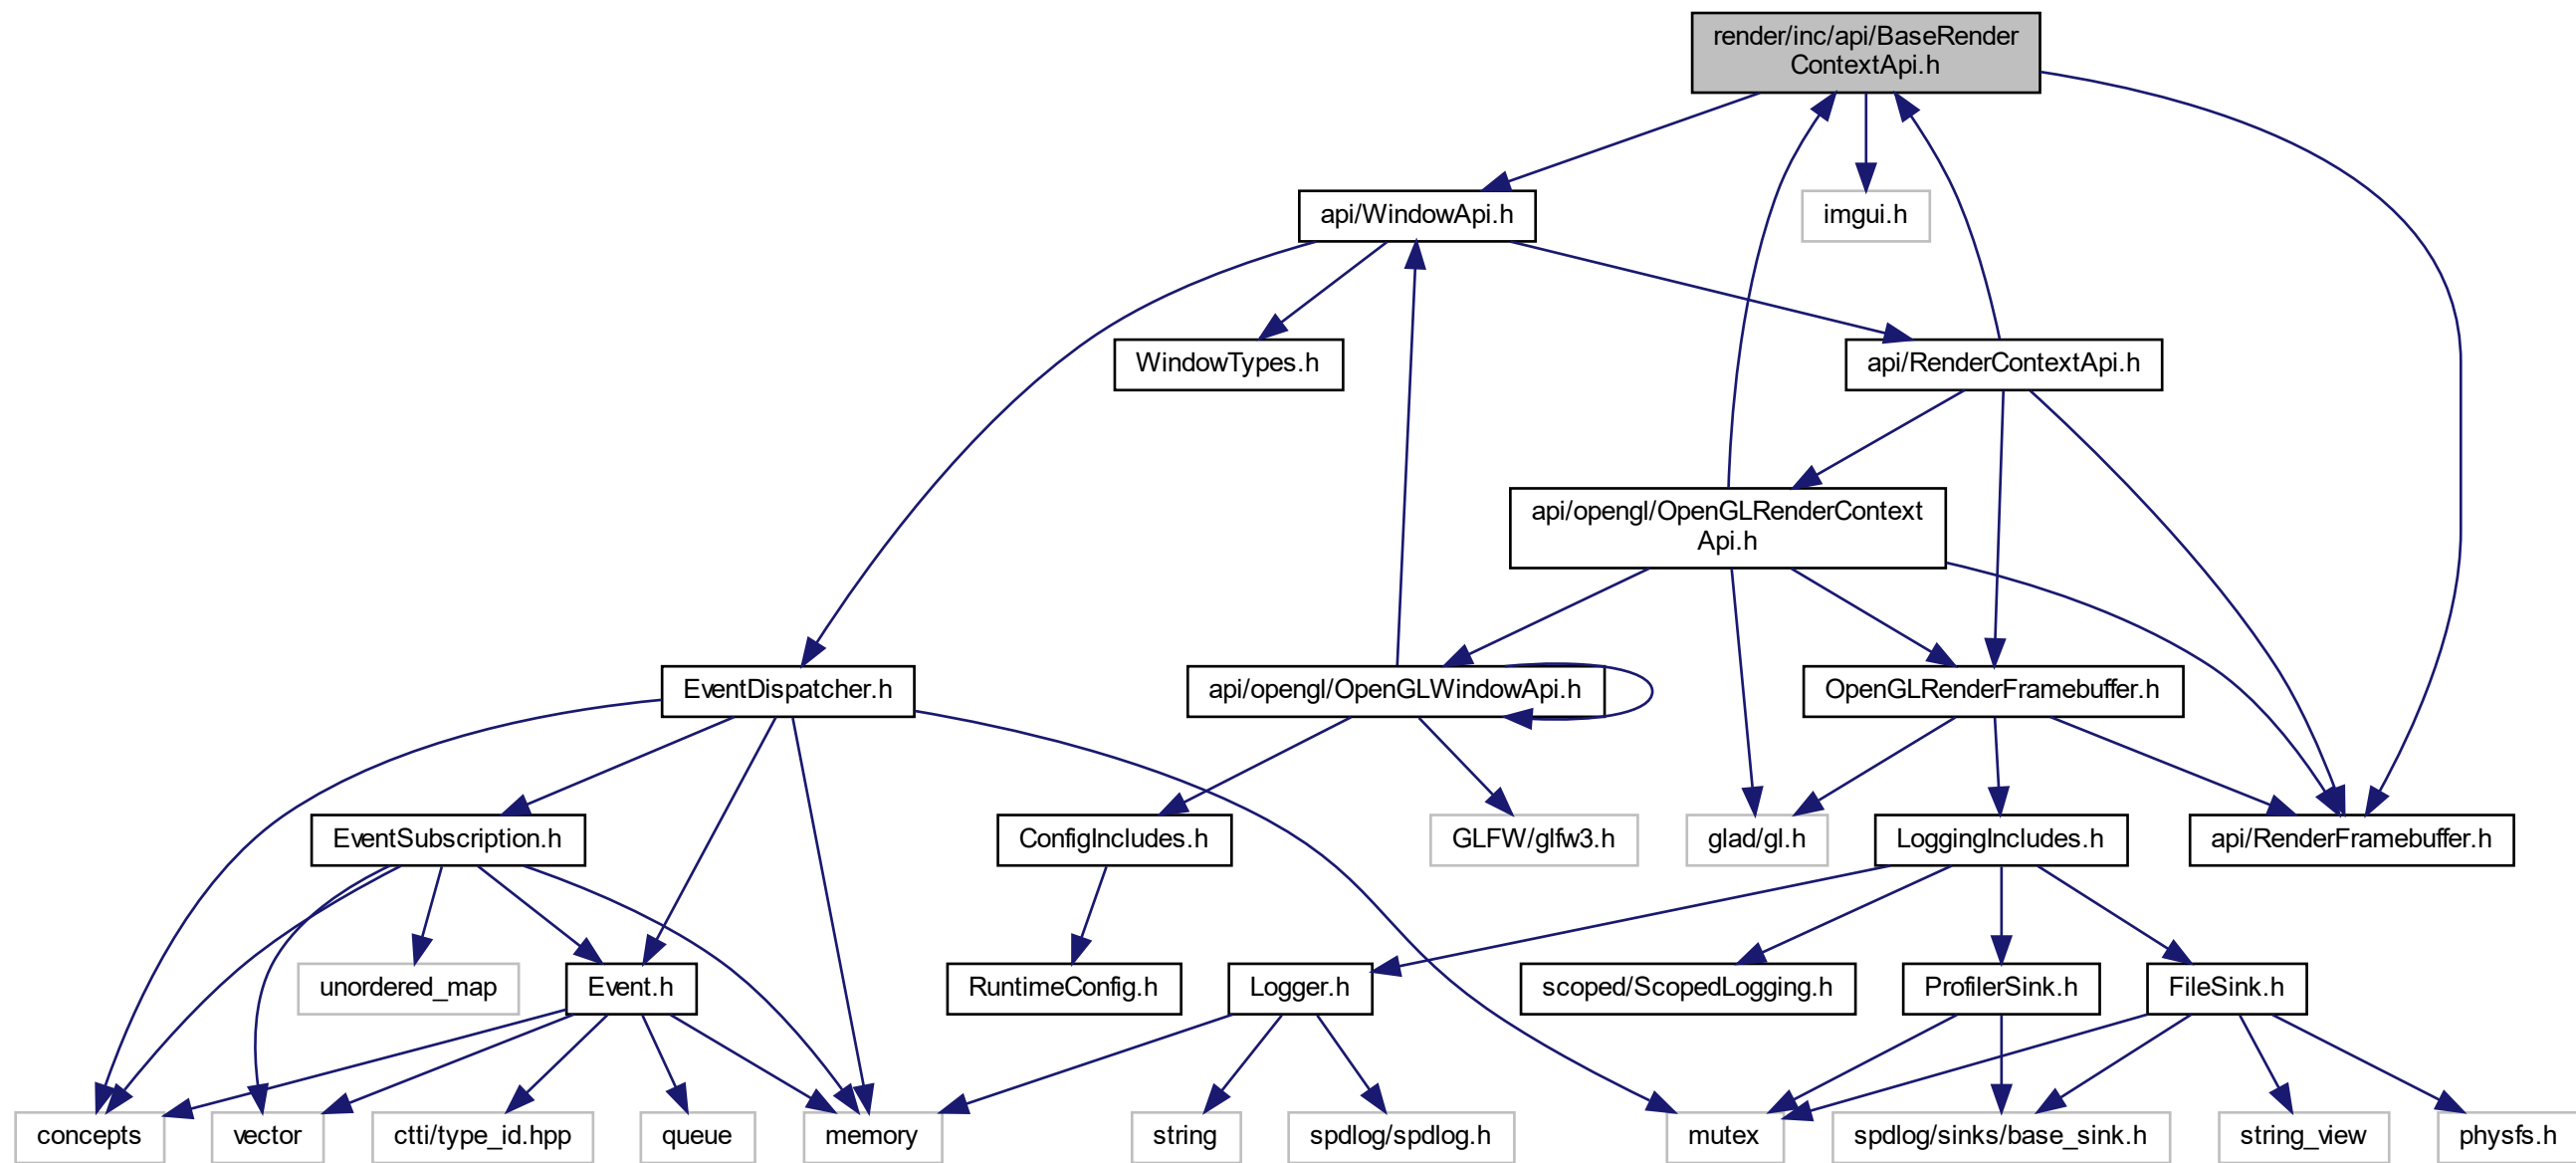 render/inc/api/BaseRender
ContextApi.h
api/WindowApi.h
imgui.h
WindowTypes.h
api/RenderContextApi.h
api/opengl/OpenGLRenderContext
Api.h
EventDispatcher.h
api/opengl/OpenGLWindowApi.h
OpenGLRenderFramebuffer.h
EventSubscription.h
ConfigIncludes.h
GLFW/glfw3.h
glad/gl.h
LoggingIncludes.h
api/RenderFramebuffer.h
unordered_map
Event.h
RuntimeConfig.h
Logger.h
scoped/ScopedLogging.h
ProfilerSink.h
FileSink.h
concepts
vector
ctti/type_id.hpp
queue
memory
string
spdlog/spdlog.h
mutex
spdlog/sinks/base_sink.h
string_view
physfs.h